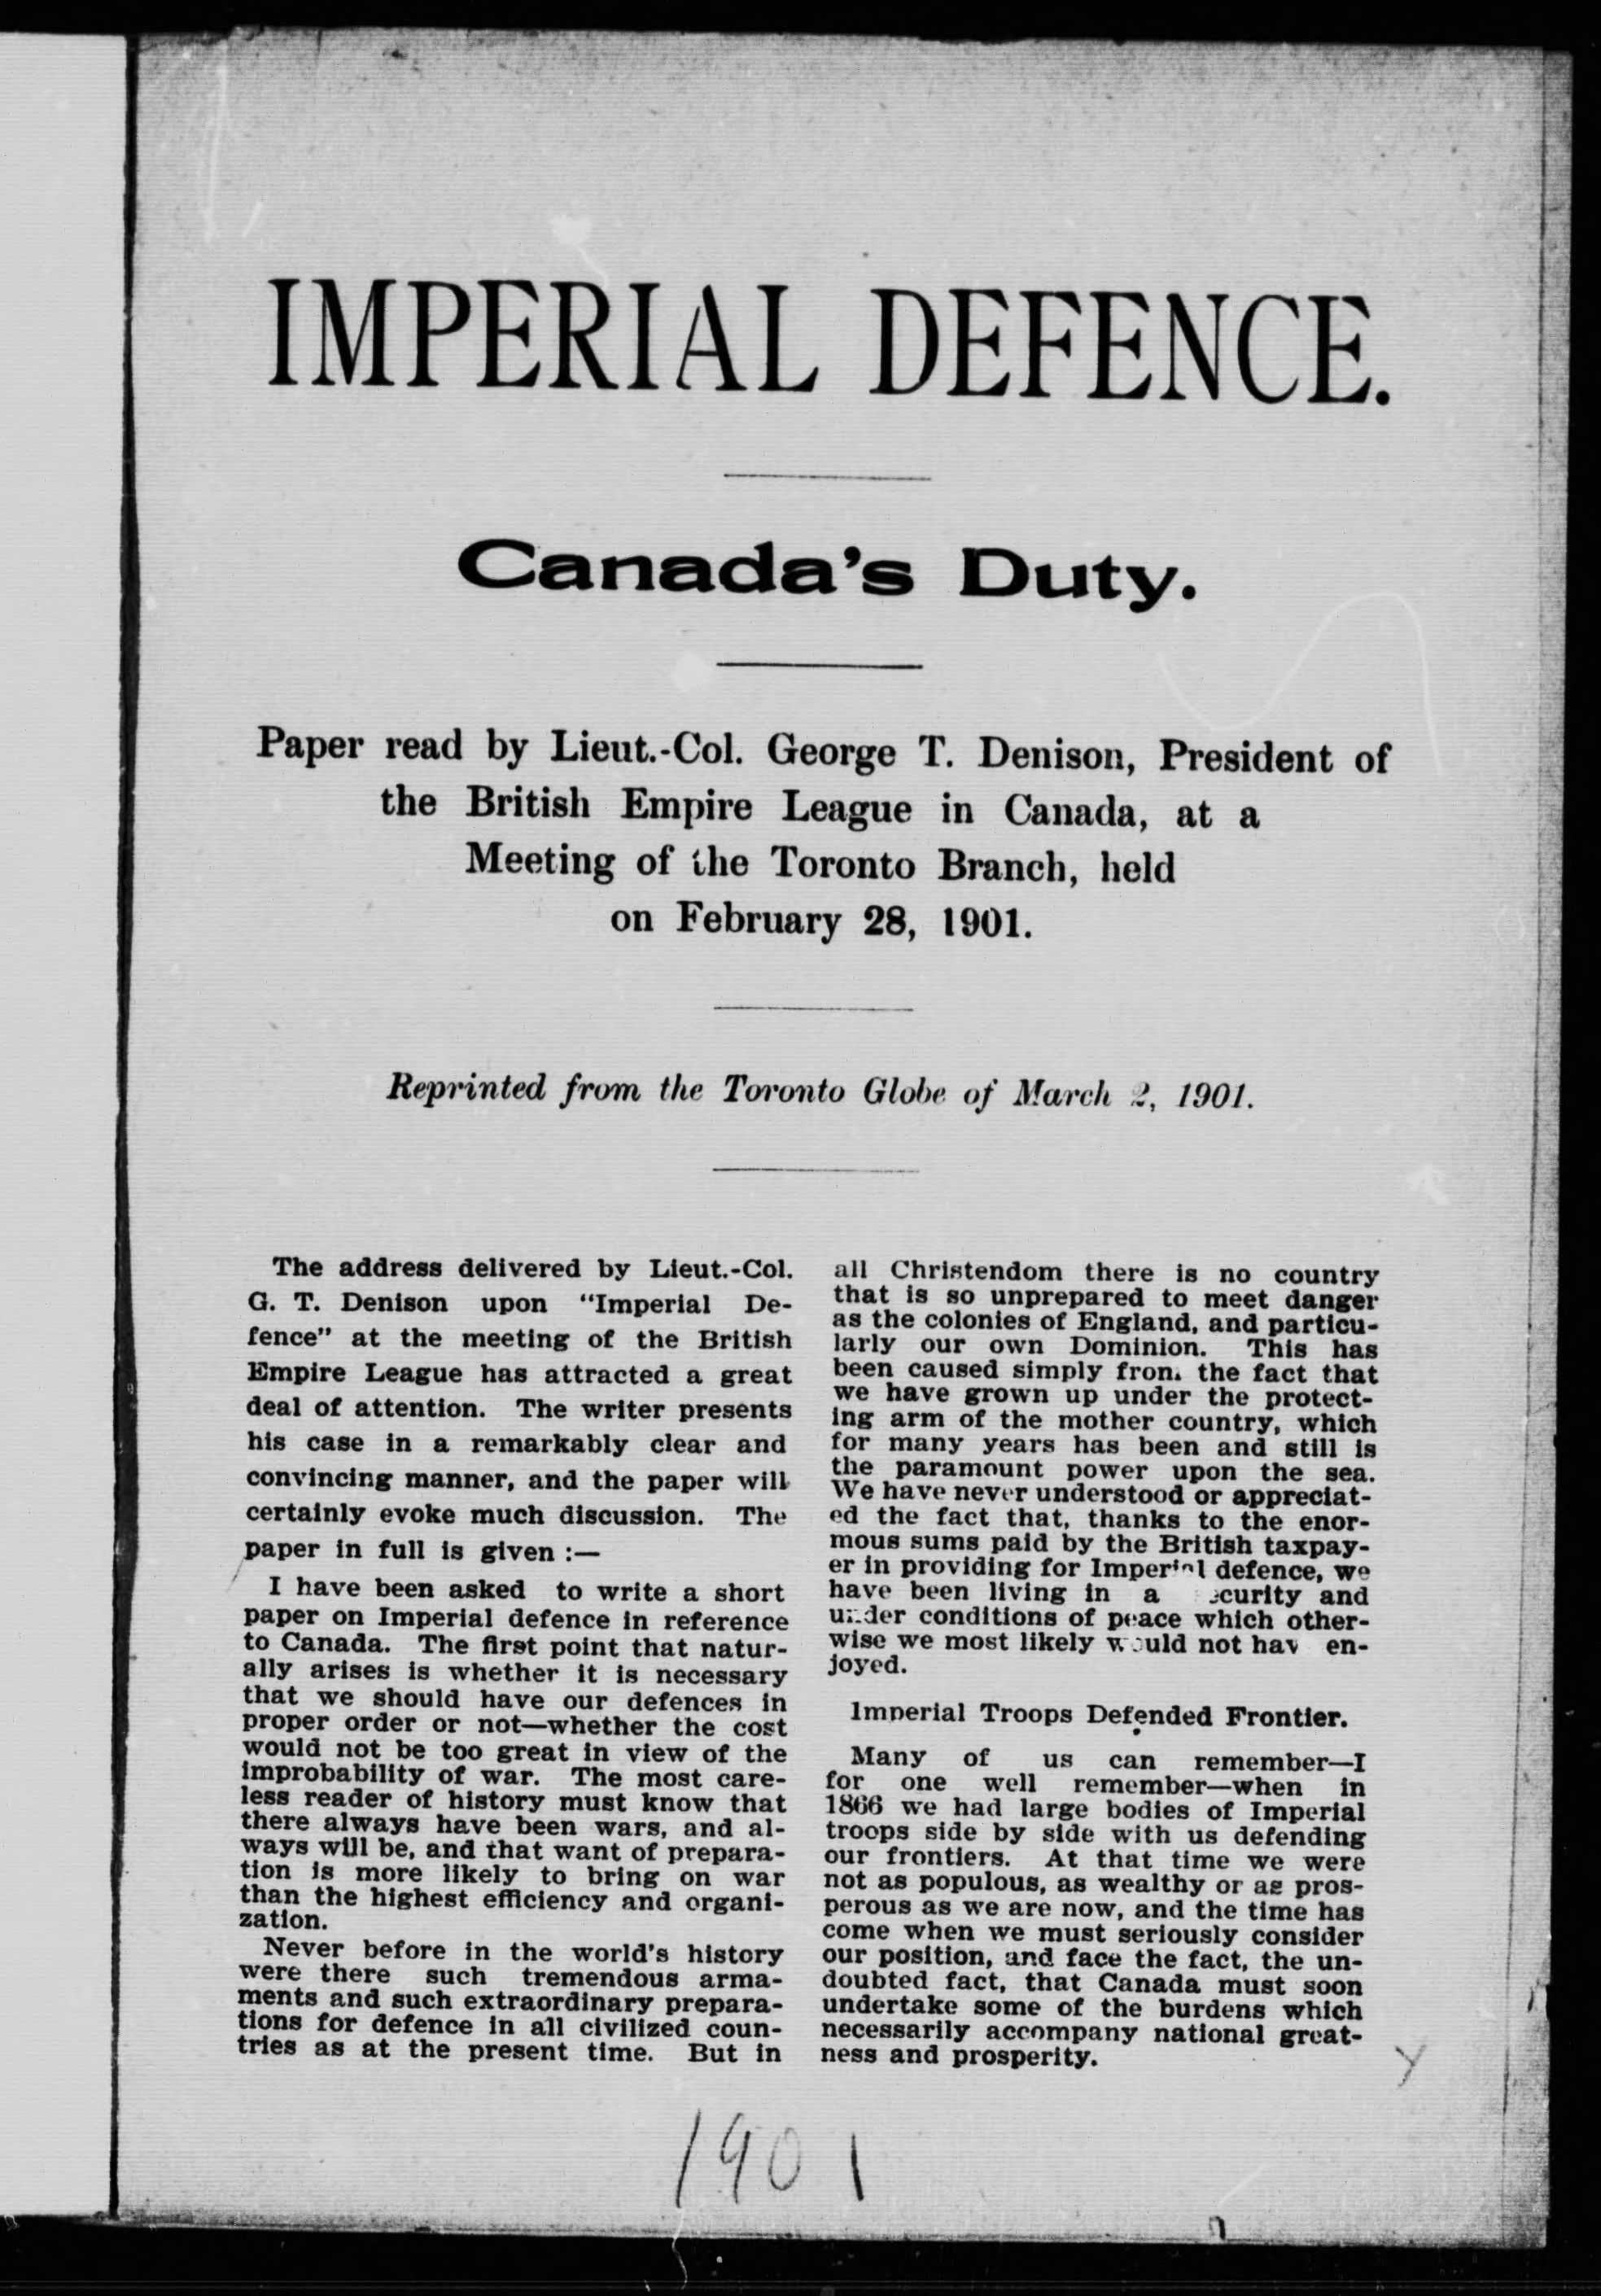 IMPERIAL DEFENCE.
Canada's Duty.
Paper read by Lieut.-Col. George T. Denison, President of
the British Empire League in Canada, at a
Meeting of the Toronto Branch, held
on February 28, 1901.
Reprinted from the Toronto Globe of March 2, 1901.
The address delivered by Lieut.-Col.
G. T. Denison upon "Imperial De-
fence" at the meeting of the British
Empire League has attracted a great
deal of attention. The writer presents
his case in a remarkably clear and
convincing manner, and the paper will
certainly evoke much discussion. The
paper in full is given :—
I have been asked to write a short
paper on Imperial defence in reference
to Canada. The first point that natur-
ally arises is whether it is necessary
that we should have our defences in
proper order or not—whether the cost
would not be too great in view of the
improbability of war. The most care-
less reader of history must know that
there always have been wars, and al-
ways will be, and that want of prepara-
tion is more likely to bring on war
than the highest efficiency and organi-
zation.
Never before in the world's history
were there such tremendous arma-
ments and such extraordinary prepara-
tions for defence in all civilized coun-
tries as at the present time. But in
all Christendom there is no country
that is so unprepared to meet danger
as the colonies of England, and particu-
larly our own Dominion. This has
been caused simply from the fact that
we have grown up under the protect-
ing arm of the mother country, which
for many years has been and still is
the paramount power upon the sea.
We have never understood or appreciat-
ed the fact that, thanks to the enor-
mous sums paid by the British taxpay-
er in providing for Imperial defence, we
have been living in a ecurity and
under conditions of peace which other-
wise we most likely would not hav en-
joyed.
Imperial Troops Defended Frontier.
Many of us can remember—I
for one well remember—when in
1866 we had large bodies of Imperial
troops side by side with us defending
our frontiers. At that time we were
not as populous, as wealthy or as pros-
perous as we are now, and the time has
come when we must seriously consider
our position, and face the fact, the un-
doubted fact, that Canada must soon
undertake some of the burdens which
necessarily accompany national great-
ness and prosperity.
1901